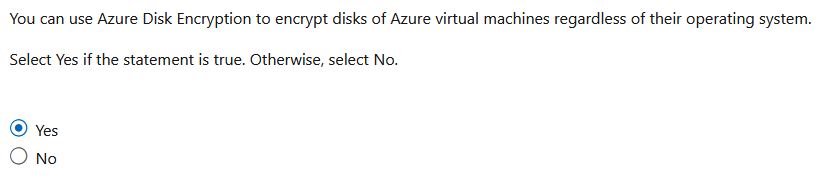 You can use Azure Disk Encryption to encrypt disks of Azure virtual machines regardless of their operating system.
Select Yes if the statement is true. Otherwise, select No.
Yes
No